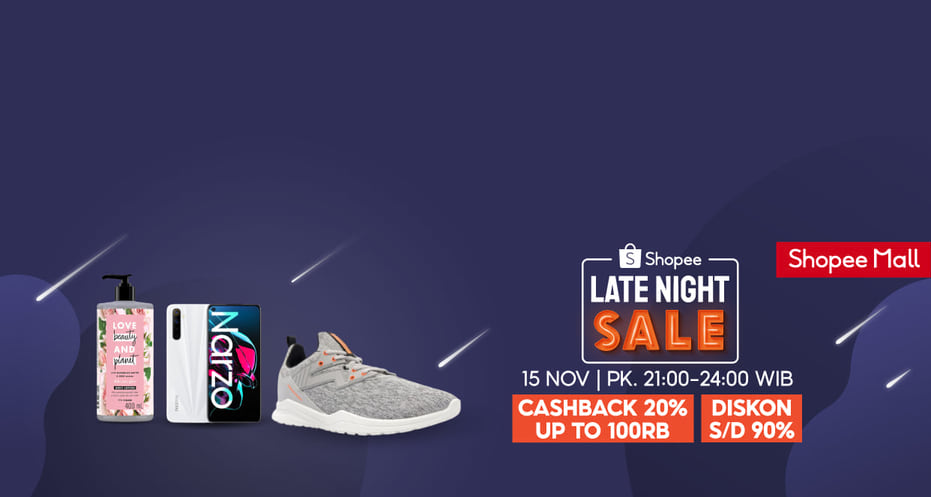 Shopee
Shopee Mall
LATE NIGHT
SALE
15 NOV | PK. 21:00-24:00 WIB
CASHBACK 20%
UP TO 100RB
DISKON
S/D 90%
LOVE
beauty
AND
planet
400 ml
Narzo